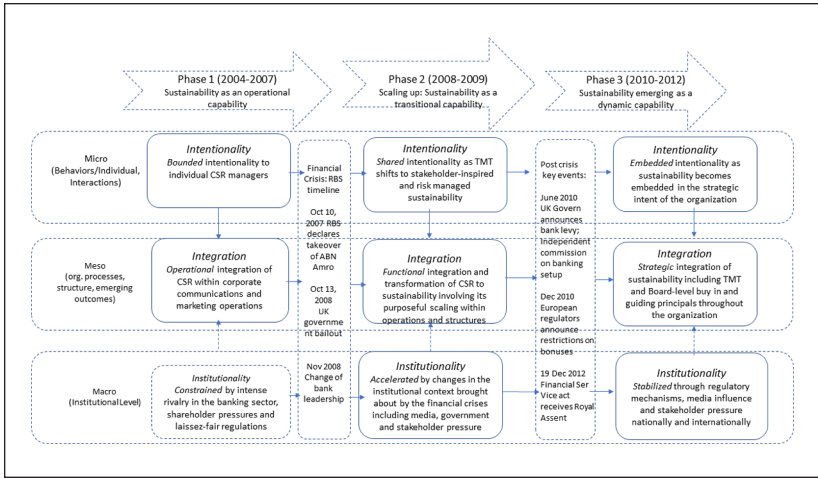 Phase 1 (2004-2007)
Sustainability as an operational
capability
Phase 2 (2008-2009)
Scaling up: Sustainability as a
transitional capability
Phase 3 (2010-2012)
Sustainability emerging as a
dynamic capability
Micro
(Behaviors/Individual,
Interactions)
Intentionality
Bounded intentionality to
individual CSR managers
Financial
Crisis: RBS
timeline
Oct 10,
2007 RBS
declares
takeover
of ABN
Amro
Oct 13,
2008
UK
governme
nt bailout
Nov 2008
Change of
bank
leadership
Intentionality
Shared intentionality as TMT
shifts to stakeholder-inspired
and risk managed
sustainability
Post crisis
key events:
June 2010
UK Govern
announces
bank levy;
Independent
commission
on banking
setup
Dec 2010
European
regulators
announce
restrictions on
bonuses
19 Dec 2012
Financial Ser
Vice act
receives Royal
Assent
Intentionality
Embedded intentionality as
sustainability becomes
embedded in the strategic
intent of the organization
Meso
(org. processes,
structure, emerging
outcomes)
Integration
Operational integration of
CSR within corporate
communications and
marketing operations
Integration
Functional integration and
transformation of CSR to
sustainability involving its
purposeful scaling within
operations and structures
Integration
Strategic integration of
sustainability including TMT
and Board-level buy in and
guiding principals throughout
the organization
Macro
(Institutional Level)
Institutionality
Constrained by intense
rivalry in the banking sector,
shareholder pressures and
laissez-fair regulations
Institutionality
Accelerated by changes in the
institutional context brought
about by the financial crises
including media, government
and stakeholder pressure
Institutionality
Stabilized through regulatory
mechanisms, media influence
and stakeholder pressure
nationally and internationally